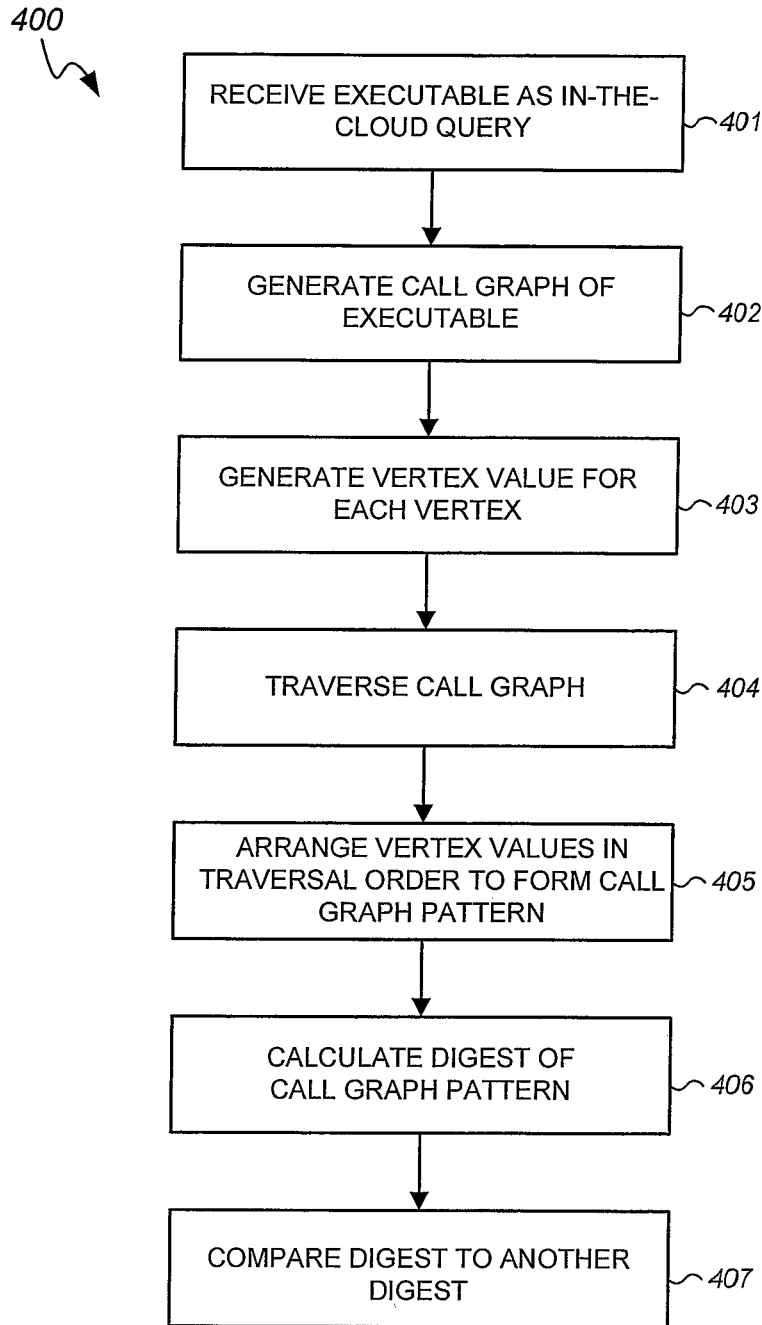 400
RECEIVE EXECUTABLE AS IN-THE-
CLOUD QUERY
401
GENERATE CALL GRAPH OF
EXECUTABLE
402
GENERATE VERTEX VALUE FOR
EACH VERTEX
403
TRAVERSE CALL GRAPH
404
ARRANGE VERTEX VALUES IN
TRAVERSAL ORDER TO FORM CALL
GRAPH PATTERN
405
CALCULATE DIGEST OF
CALL GRAPH PATTERN
406
COMPARE DIGEST TO ANOTHER
DIGEST
407